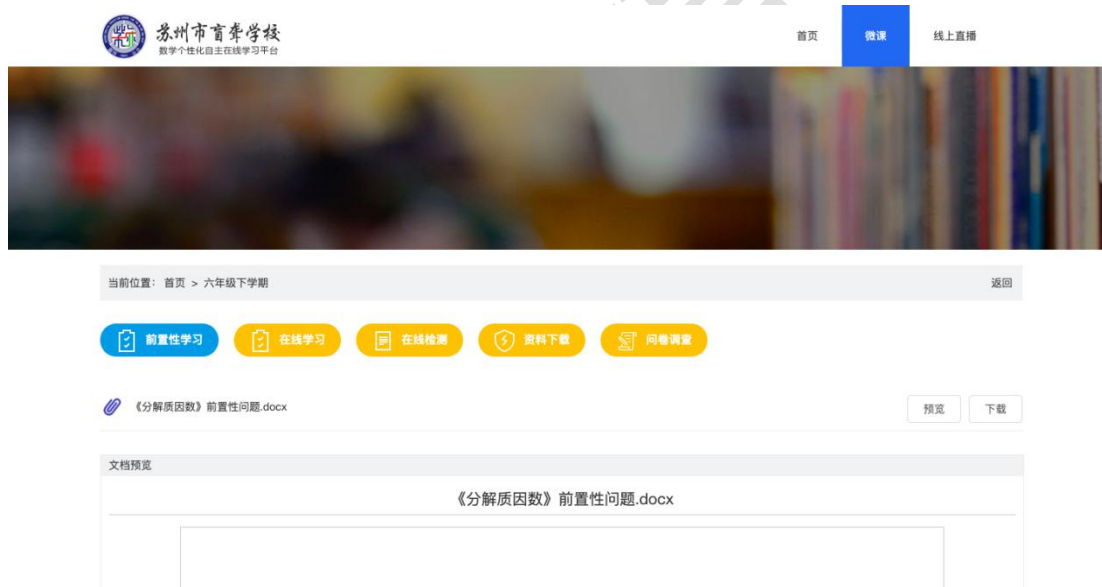 苏州市盲聋学校
数学个性化自主在线学习平台
首页 微课 线上直播
当前位置: 首页 > 六年级下学期 返回
前置性学习 在线学习 在线检测 资料下载 问卷调查
《分解质因数》前置性问题.docx 预览 下载
文档预览
《分解质因数》前置性问题.docx